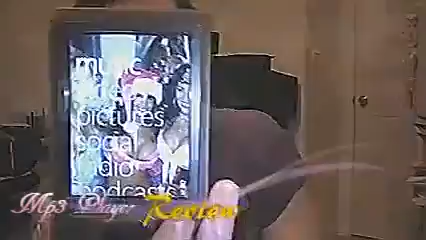 music
pictures
social
radio
podcasts
Mp3 Player Review